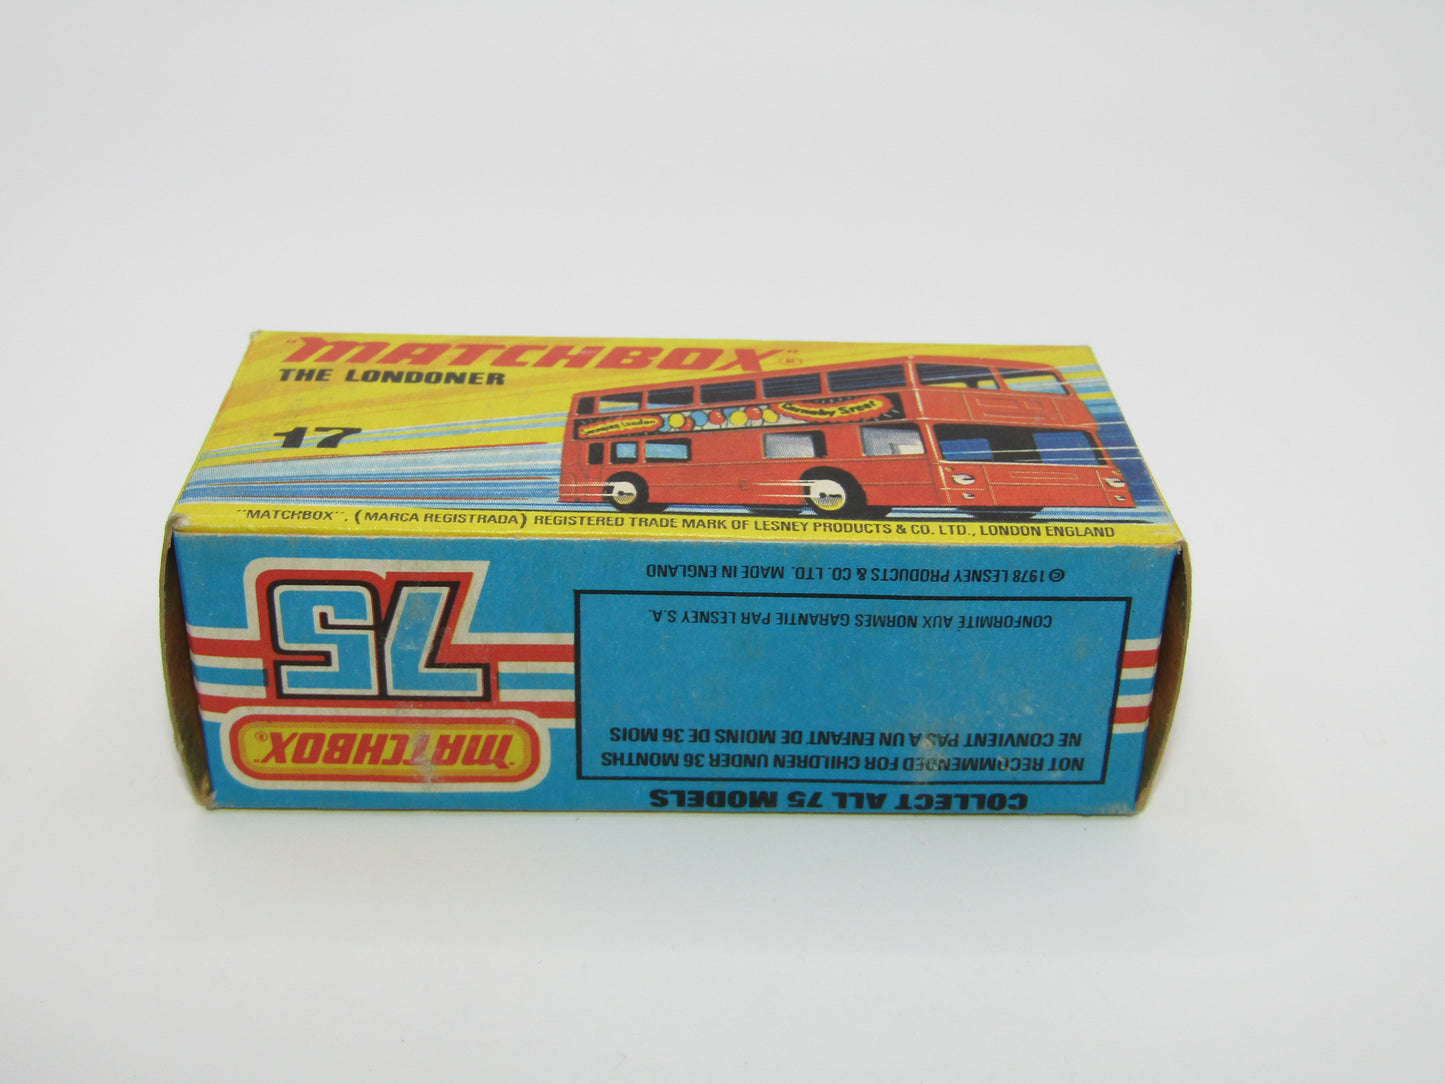 "MATCHBOX"®
THE LONDONER
17
Carnaby Street
"MATCHBOX", (MARCA REGISTRADA) REGISTERED TRADE MARK OF LESNEY PRODUCTS & CO. LTD., LONDON ENGLAND
COLLECT ALL 75 MODELS
NOT RECOMMENDED FOR CHILDREN UNDER 36 MONTHS
NE CONVIENT PAS A UN ENFANT DE MOINS DE 36 MOIS
CONFORMITÉ AUX NORMES GARANTIE PAR LESNEY S.A.
© 1978 LESNEY PRODUCTS & CO. LTD. MADE IN ENGLAND
"MATCHBOX"®
75